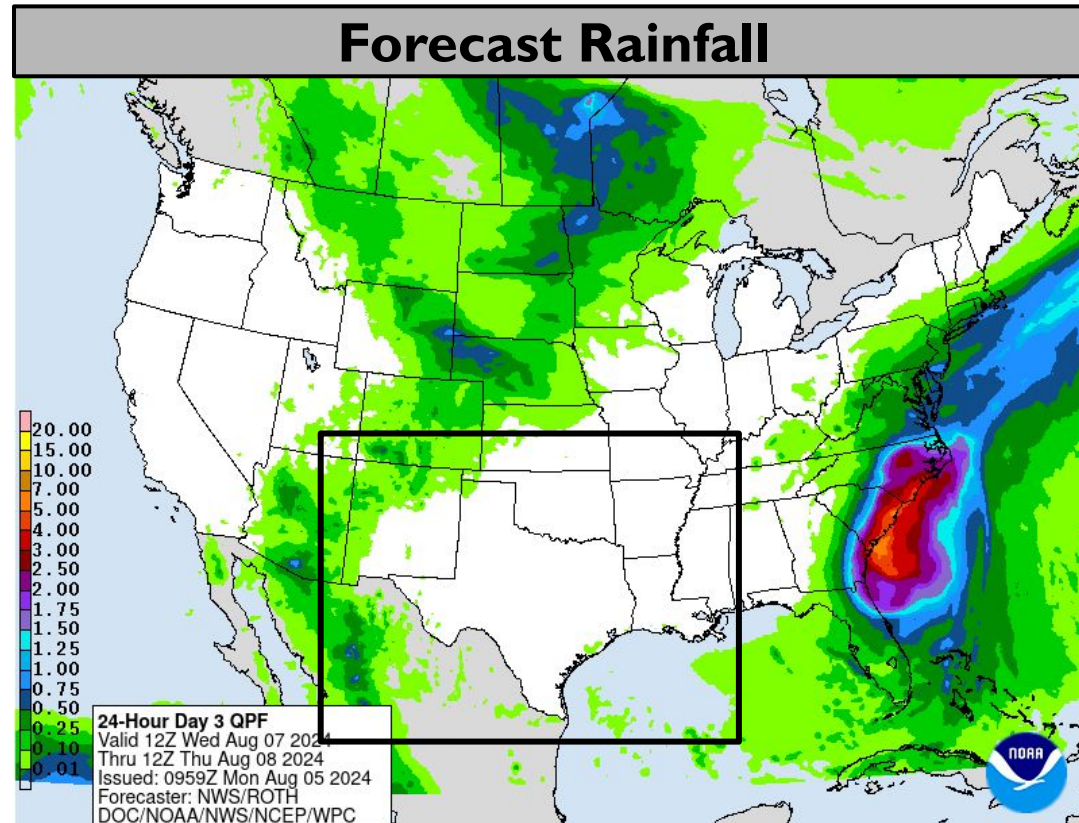 Forecast Rainfall
20.00
15.00
10.00
7.00
5.00
4.00
3.00
2.50
2.00
1.75
1.50
1.25
1.00
0.75
0.50
0.25
0.10
0.01
24-Hour Day 3 QPF
Valid 12Z Wed Aug 07 2024
Thru 12Z Thu Aug 08 2024
Issued: 0959Z Mon Aug 05 2024
Forecaster: NWS/ROTH
DOC/NOAA/NWS/NCEP/WPC
NOAA